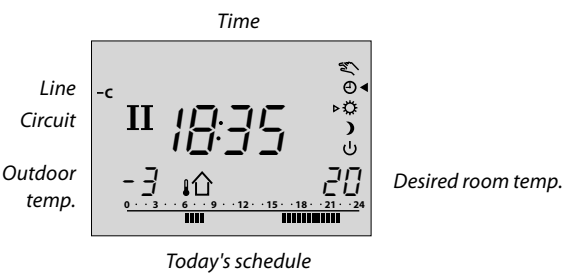 Time
Line
-c
Circuit
II 18:35
Outdoor temp.
-3
20
Desired room temp.
0 · · 3 · · 6 · · 9 · · 12 · · 15 · · 18 · · 21 · · 24
Today's schedule